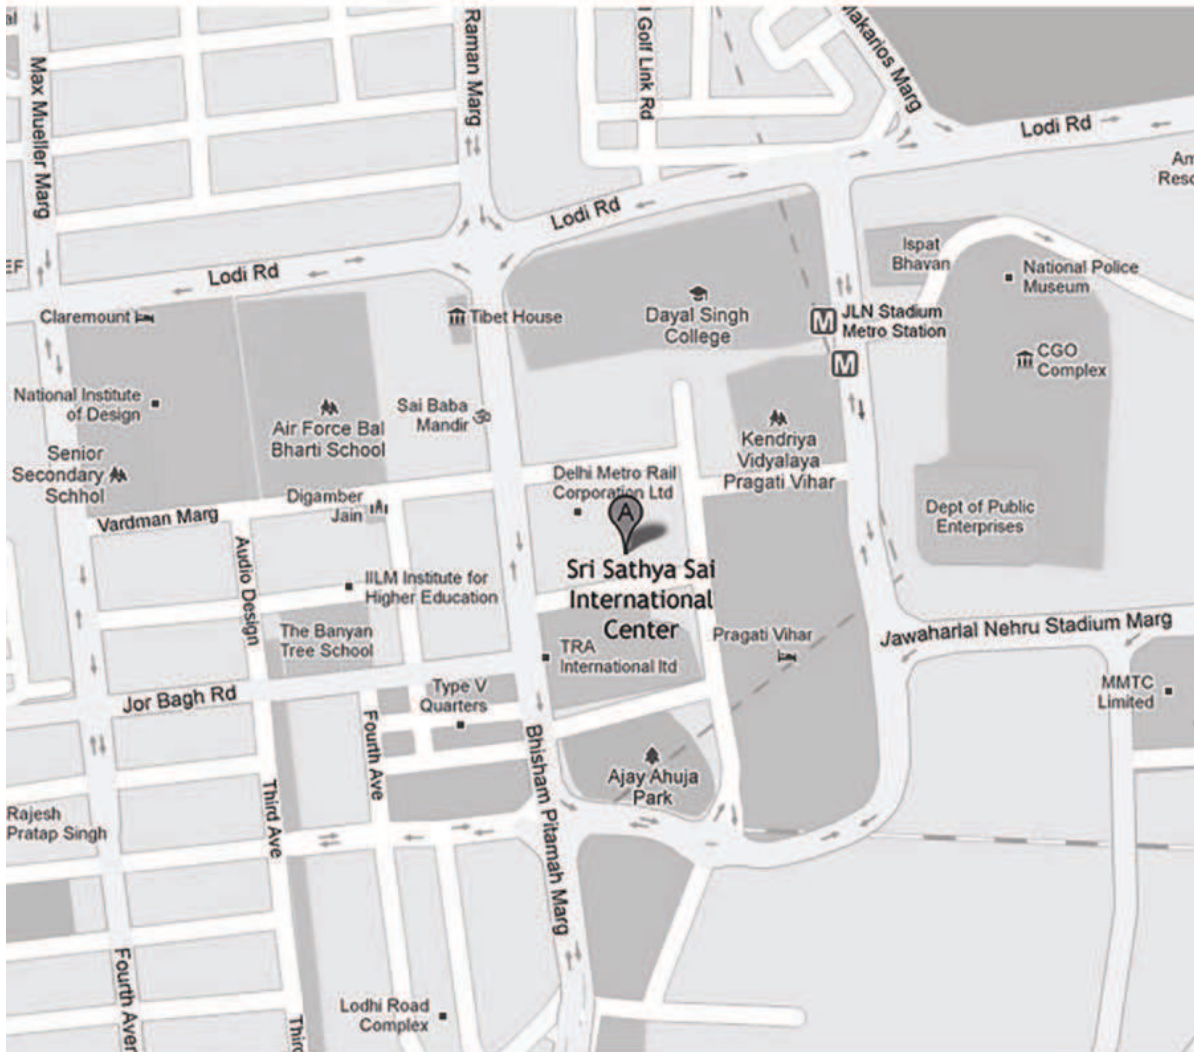 al
Max Mueller Marg
Raman Marg
Golf Link Rd
Makarios Marg
Lodi Rd
Am
Reso
Lodi Rd
Lodi Rd
EF
Ispat
Bhavan
National Police
Museum
Claremount
Tibet House
Dayal Singh
College
M
JLN Stadium
Metro Station
M
CGO
Complex
National Institute
of Design
Sai Baba
Mandir
Air Force Bal
Bharti School
Kendriya
Vidyalaya
Pragati Vihar
Senior
Secondary
Schhol
Delhi Metro Rail
Corporation Ltd
Digamber
Jain
A
Dept of Public
Enterprises
Vardman Marg
Audio Design
Sri Sathya Sai
International
Center
IILM Institute for
Higher Education
The Banyan
Tree School
Pragati Vihar
Jawaharlal Nehru Stadium Marg
TRA
International ltd
Type V
Quarters
MMTC
Limited
Jor Bagh Rd
Fourth Ave
Bhisham Pitamah Marg
Ajay Ahuja
Park
Third Ave
Rajesh
Pratap Singh
Fourth Aven
Lodhi Road
Complex
Third